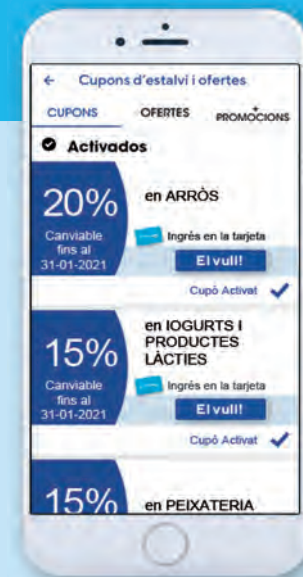 ← Cupons d'estalvi i ofertes
CUPONS OFERTES + PROMOCIONS
Activados
20%
en ARRÒS
Canviable
fins al
31-01-2021
Ingrés en la tarjeta
El vull!
Cupò Activat
15%
en IOGURTS I
PRODUCTES
LÀCTIES
Canviable
fins al
31-01-2021
Ingrés en la tarjeta
El vull!
Cupò Activat
15%
en PEIXATERIA